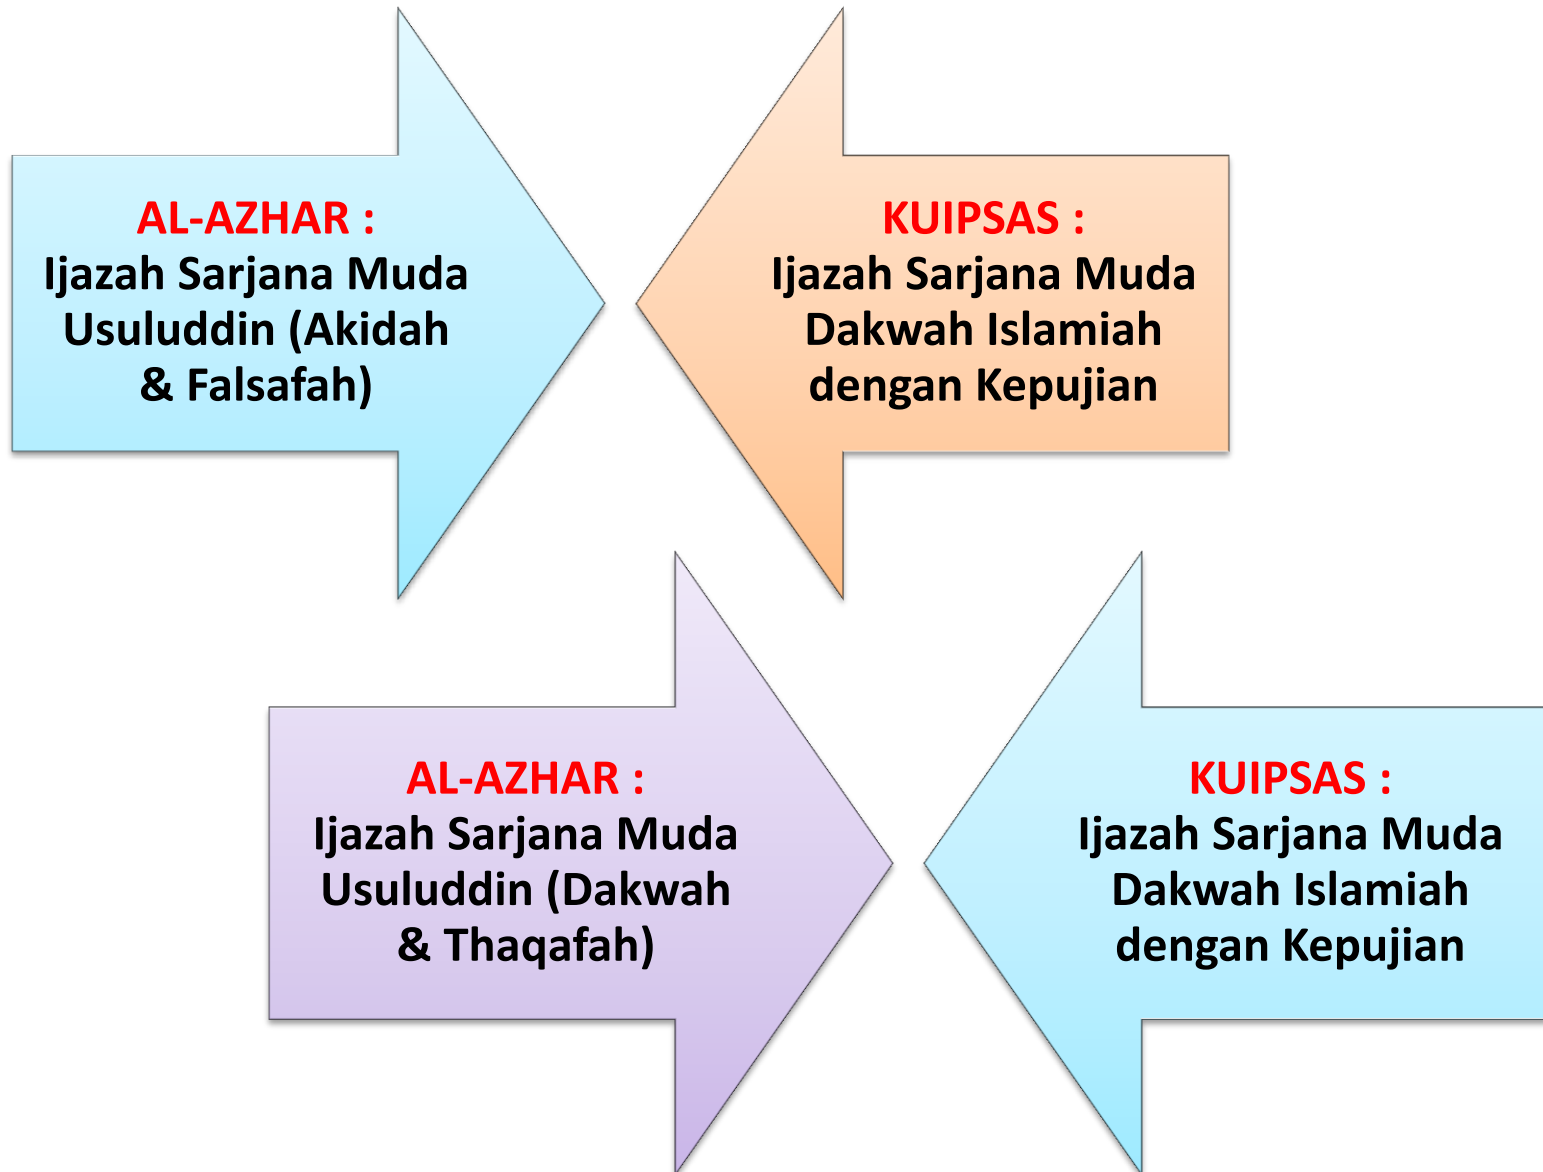 AL-AZHAR :
Ijazah Sarjana Muda
Usuluddin (Akidah
& Falsafah)
KUIPSAS :
Ijazah Sarjana Muda
Dakwah Islamiah
dengan Kepujian
AL-AZHAR :
Ijazah Sarjana Muda
Usuluddin (Dakwah
& Thaqafah)
KUIPSAS :
Ijazah Sarjana Muda
Dakwah Islamiah
dengan Kepujian